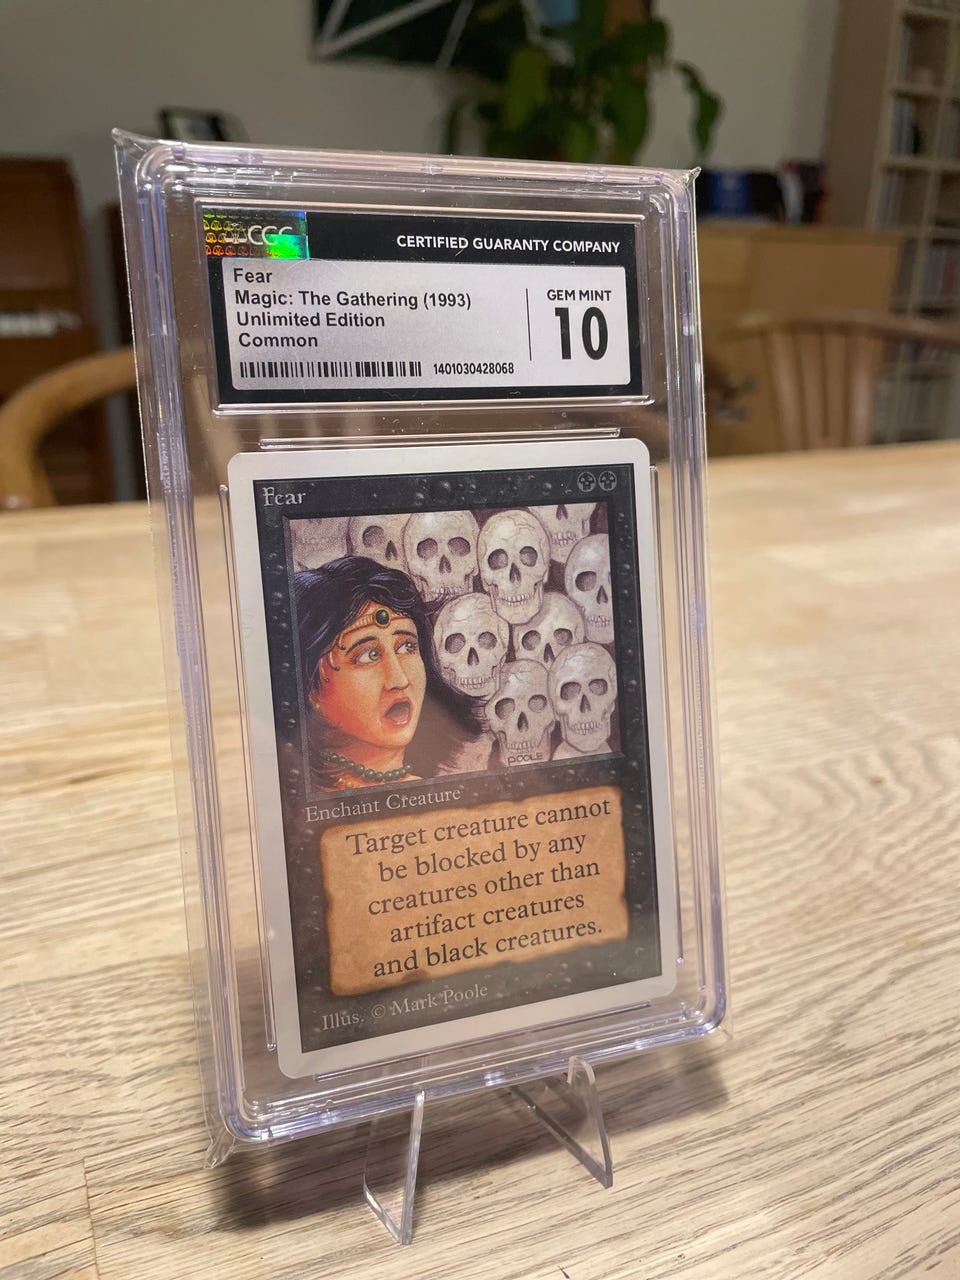 CGC
CERTIFIED GUARANTY COMPANY
Fear
Magic: The Gathering (1993)
Unlimited Edition
Common
1401030428068
GEM MINT
10
Fear
POOLE
Enchant Creature
Target creature cannot
be blocked by any
creatures other than
artifact creatures
and black creatures.
Illus. © Mark Poole